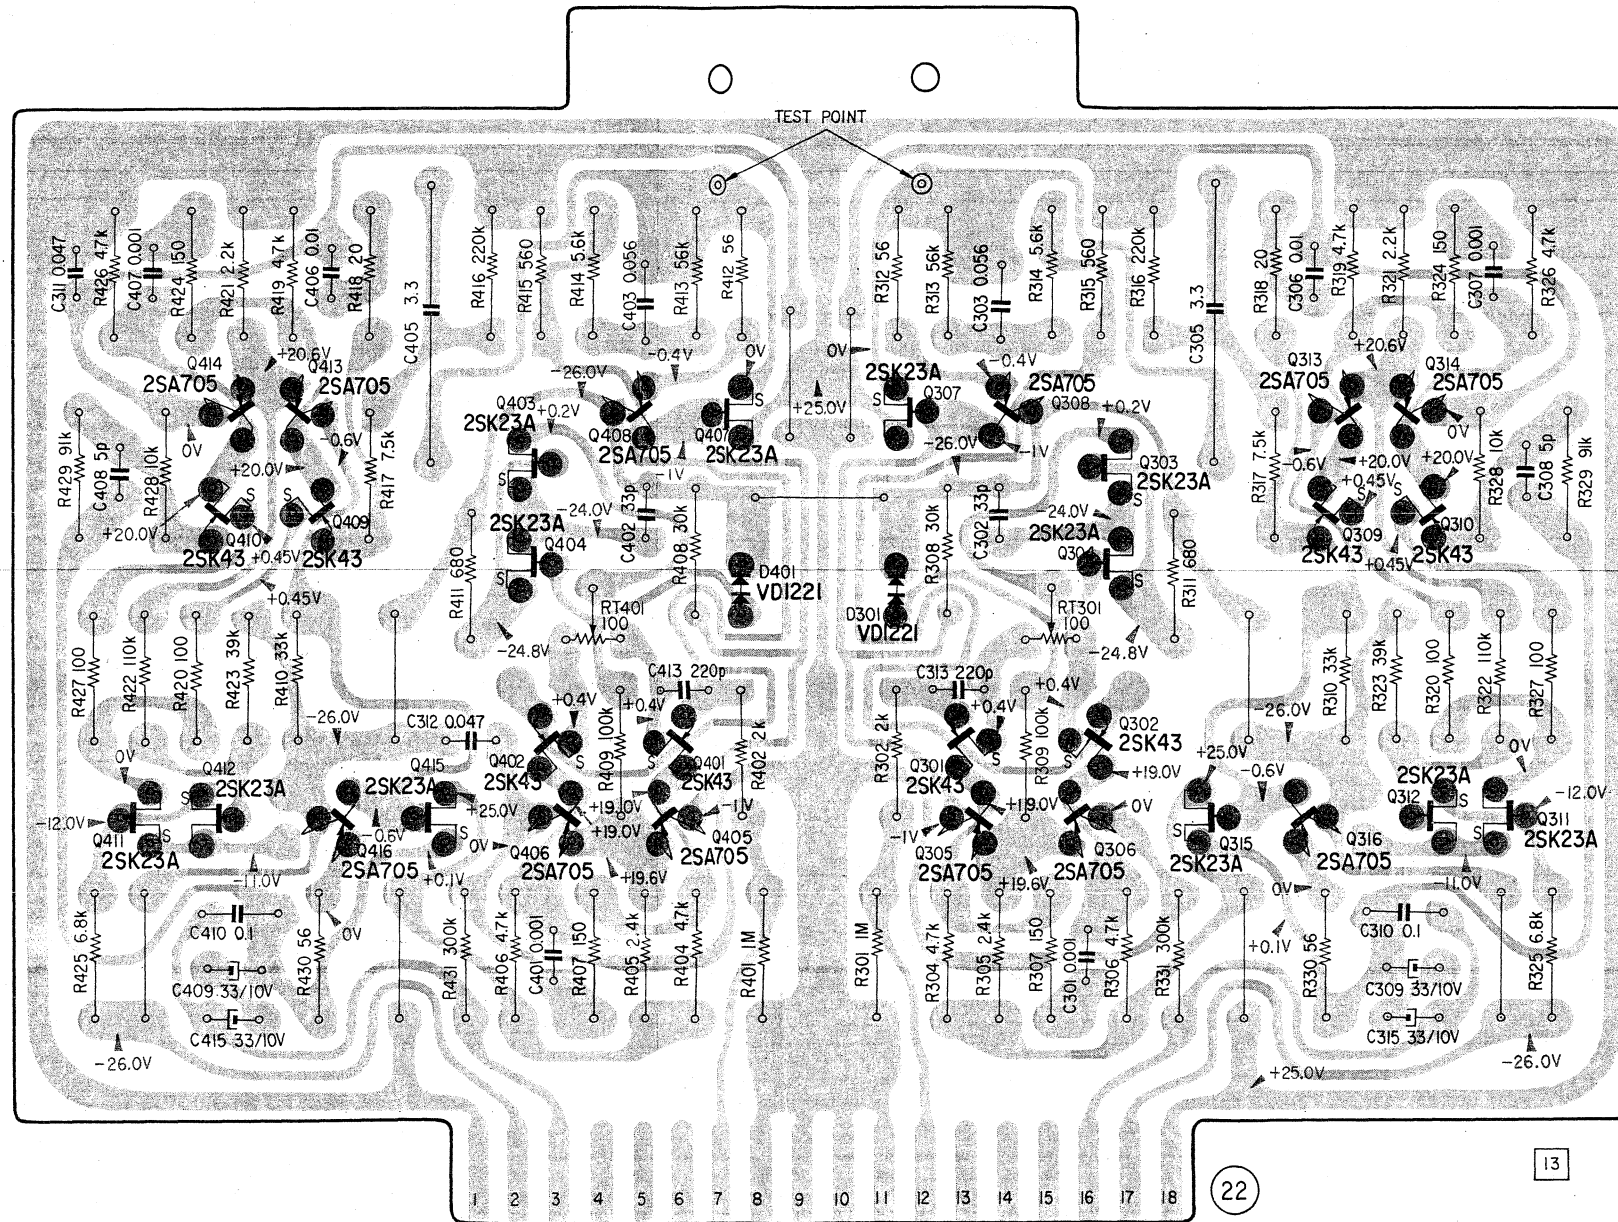 TEST POINT
C311 0.047
R426 4.7k
C407 0.001
R424 150
R421 2.2k
R419 4.7k
C406 0.01
R418 20
C405 3.3
R416 220k
R415 560
R414 5.6k
C403 0.056
R413 56k
R412 56
R312 56
R313 56k
C303 0.056
R314 5.6k
R315 560
R316 220k
C305 3.3
R318 20
C306 0.01
R319 4.7k
R321 2.2k
R324 150
C307 0.001
R326 4.7k
Q414
2SA705
+20.6V
Q413
2SA705
-26.0V
-0.4V
0V
0V
2SK23A
Q307
-0.4V
2SA705
Q308
Q313
2SA705
+20.6V
Q314
2SA705
R429 91k
C408 5p
R428 10k
0V
+20.0V
-0.6V
R417 7.5k
Q403
2SK23A
+0.2V
Q408
2SA705
-1V
Q407
2SK23A
S
+25.0V
S
-26.0V
-1V
+0.2V
Q303
2SK23A
S
R317 7.5k
-0.6V
+20.0V
+0.45V
+20.0V
0V
R328 10k
C308 5p
R329 91k
+20.0V
S
S
Q410
2SK43
+0.45V
Q409
2SK43
+0.45V
S
2SK23A
Q404
S
-24.0V
C402 33p
R408 30k
R411 680
D401
VD1221
D301
VD1221
R308 30k
C302 33p
-24.0V
2SK23A
Q304
S
R311 680
S
S
Q309
2SK43
+0.45V
Q310
2SK43
RT401
100
-24.8V
RT301
100
-24.8V
R427 100
R422 110k
R420 100
R423 39k
R410 33k
-26.0V
C312 0.047
C413 220p
+0.4V
+0.4V
R409 100k
R402 2k
R302 2k
C313 220p
+0.4V
+0.4V
R309 100k
-26.0V
R310 33k
R323 39k
R320 100
R322 110k
R327 100
0V
Q412
2SK23A
S
-12.0V
Q411
2SK23A
S
-11.0V
2SK23A
Q415
-0.6V
Q416
2SA705
S
+25.0V
+0.1V
Q402
2SK43
S
S
Q401
2SK43
+19.0V
+19.0V
-1V
0V
Q406
2SA705
+19.6V
Q405
2SA705
Q301
2SK43
S
S
Q302
2SK43
+19.0V
+19.0V
-1V
Q305
2SA705
+19.6V
0V
Q306
2SA705
+25.0V
-0.6V
S
Q315
2SK23A
Q316
2SA705
2SK23A
Q312
S
S
-11.0V
0V
-12.0V
Q311
2SK23A
R425 6.8k
C410 0.1
C409 33/10V
C415 33/10V
R430 56
0V
R431 300k
R406 4.7k
C401 0.001
R407 150
R405 2.4k
R404 4.7k
R401 1M
R301 1M
R304 4.7k
R305 2.4k
R307 150
C301 0.001
R306 4.7k
R331 300k
0V
+0.1V
R330 56
C310 0.1
C309 33/10V
C315 33/10V
R325 6.8k
-26.0V
+25.0V
-26.0V
1 2 3 4 5 6 7 8 9 10 11 12 13 14 15 16 17 18
22
13